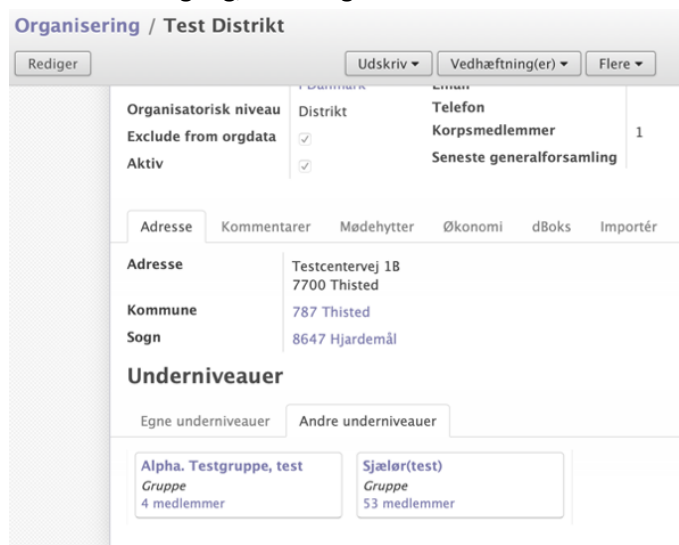 Organisering / Test Distrikt
Rediger
Udskriv Vedhæftning(er) Flere
Organisatorisk niveau Distrikt Telefon
Exclude from orgdata Korpsmedlemmer 1
Aktiv Seneste generalforsamling
Adresse Kommentarer Mødehytter Økonomi dBoks Importér
Adresse Testcentervej 1B
7700 Thisted
Kommune 787 Thisted
Sogn 8647 Hjardemål
Underniveauer
Egne underniveauer Andre underniveauer
Alpha. Testgruppe, test Sjælør(test)
Gruppe Gruppe
4 medlemmer 53 medlemmer